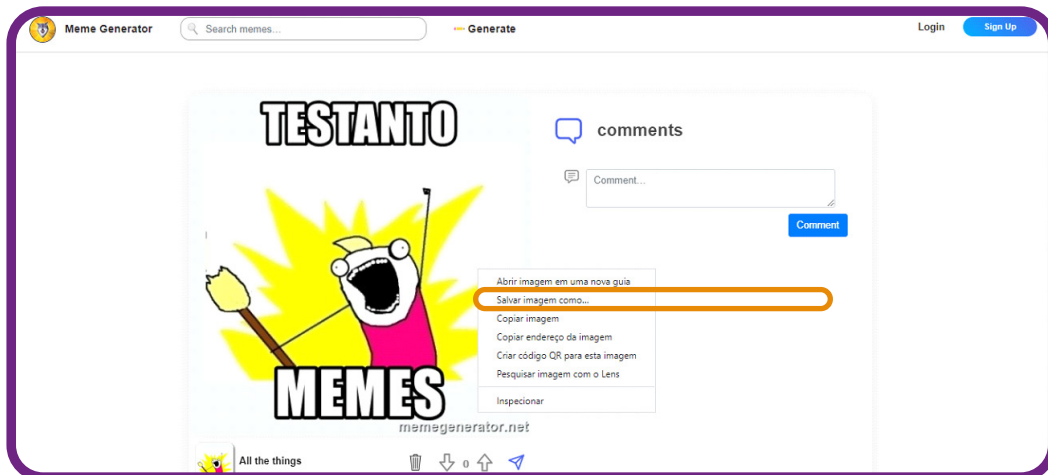 Meme Generator
Search memes...
Generate
Login
Sign Up
TESTANTO
MEMES
memegenerator.net
All the things
0
comments
Comment...
Comment
Abrir imagem em uma nova guia
Salvar imagem como...
Copiar imagem
Copiar endereço da imagem
Criar código QR para esta imagem
Pesquisar imagem com o Lens
Inspecionar